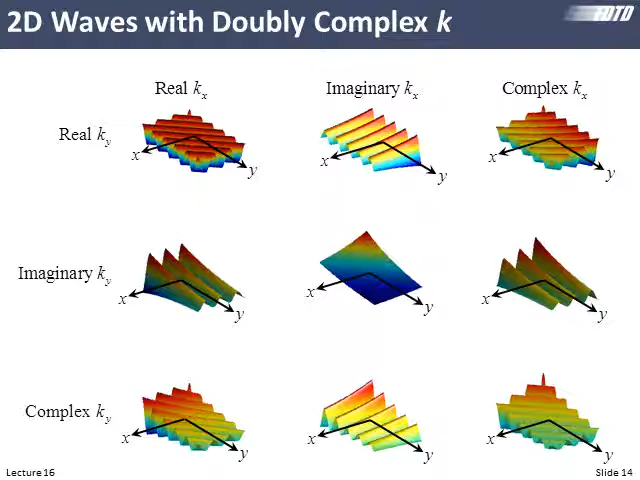 2D Waves with Doubly Complex k
FDTD
Real kx
Imaginary kx
Complex kx
Real ky
x
y
x
y
x
y
Imaginary ky
x
y
x
y
x
y
Complex ky
x
y
x
y
x
y
Lecture 16
Slide 14